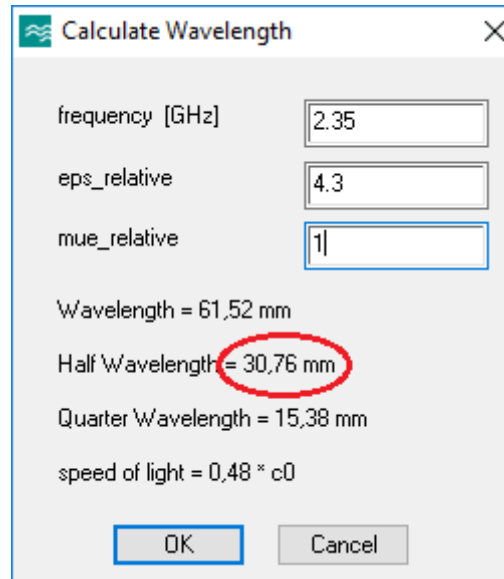 Calculate Wavelength
frequency [GHz] 2.35
eps_relative 4.3
mue_relative 1
Wavelength = 61,52 mm
Half Wavelength = 30,76 mm
Quarter Wavelength = 15,38 mm
speed of light = 0,48 * c0
OK Cancel